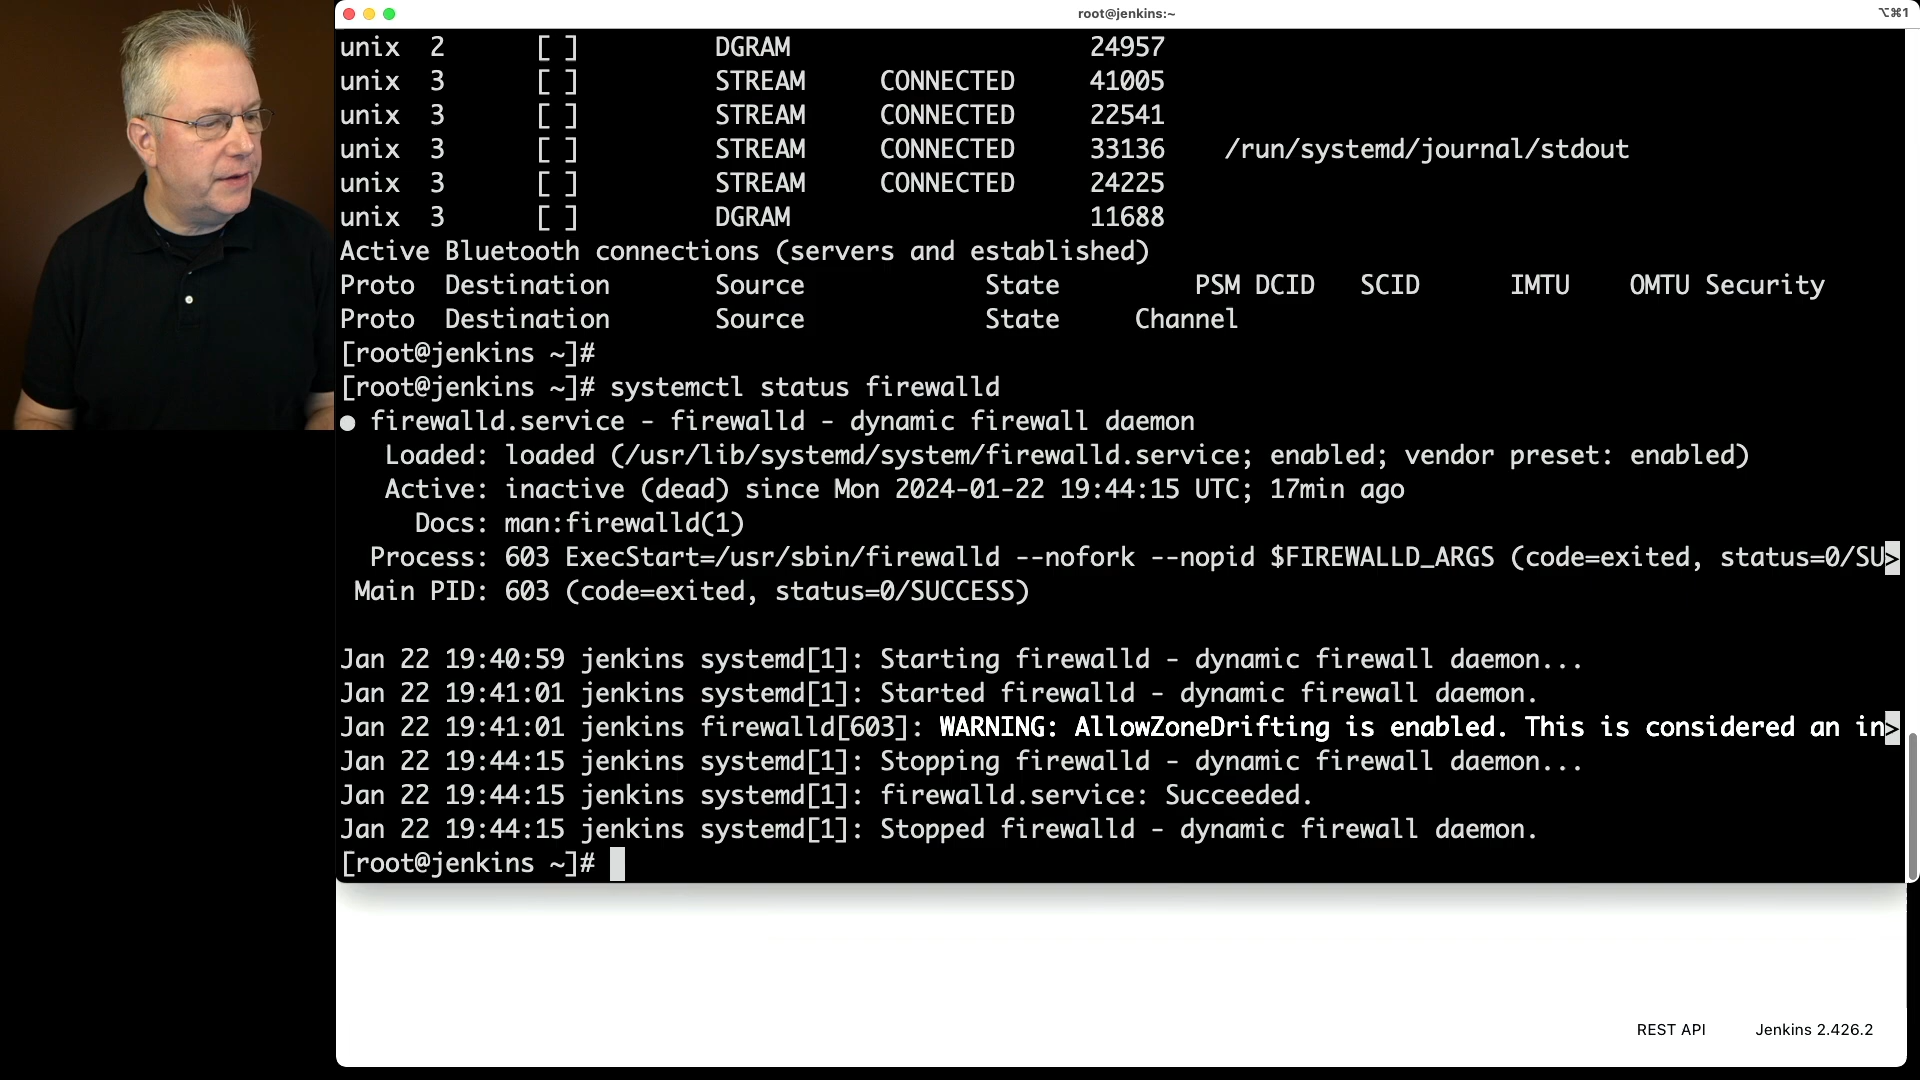 root@jenkins:~
⌥⌘1
unix 2 [ ] DGRAM 24957
unix 3 [ ] STREAM CONNECTED 41005
unix 3 [ ] STREAM CONNECTED 22541
unix 3 [ ] STREAM CONNECTED 33136 /run/systemd/journal/stdout
unix 3 [ ] STREAM CONNECTED 24225
unix 3 [ ] DGRAM 11688
Active Bluetooth connections (servers and established)
Proto Destination Source State PSM DCID SCID IMTU OMTU Security
Proto Destination Source State Channel
[root@jenkins ~]#
[root@jenkins ~]# systemctl status firewalld
● firewalld.service - firewalld - dynamic firewall daemon
Loaded: loaded (/usr/lib/systemd/system/firewalld.service; enabled; vendor preset: enabled)
Active: inactive (dead) since Mon 2024-01-22 19:44:15 UTC; 17min ago
Docs: man:firewalld(1)
Process: 603 ExecStart=/usr/sbin/firewalld --nofork --nopid $FIREWALLD_ARGS (code=exited, status=0/SU>
Main PID: 603 (code=exited, status=0/SUCCESS)
Jan 22 19:40:59 jenkins systemd[1]: Starting firewalld - dynamic firewall daemon...
Jan 22 19:41:01 jenkins systemd[1]: Started firewalld - dynamic firewall daemon.
Jan 22 19:41:01 jenkins firewalld[603]: WARNING: AllowZoneDrifting is enabled. This is considered an in>
Jan 22 19:44:15 jenkins systemd[1]: Stopping firewalld - dynamic firewall daemon...
Jan 22 19:44:15 jenkins systemd[1]: firewalld.service: Succeeded.
Jan 22 19:44:15 jenkins systemd[1]: Stopped firewalld - dynamic firewall daemon.
[root@jenkins ~]#
REST API Jenkins 2.426.2